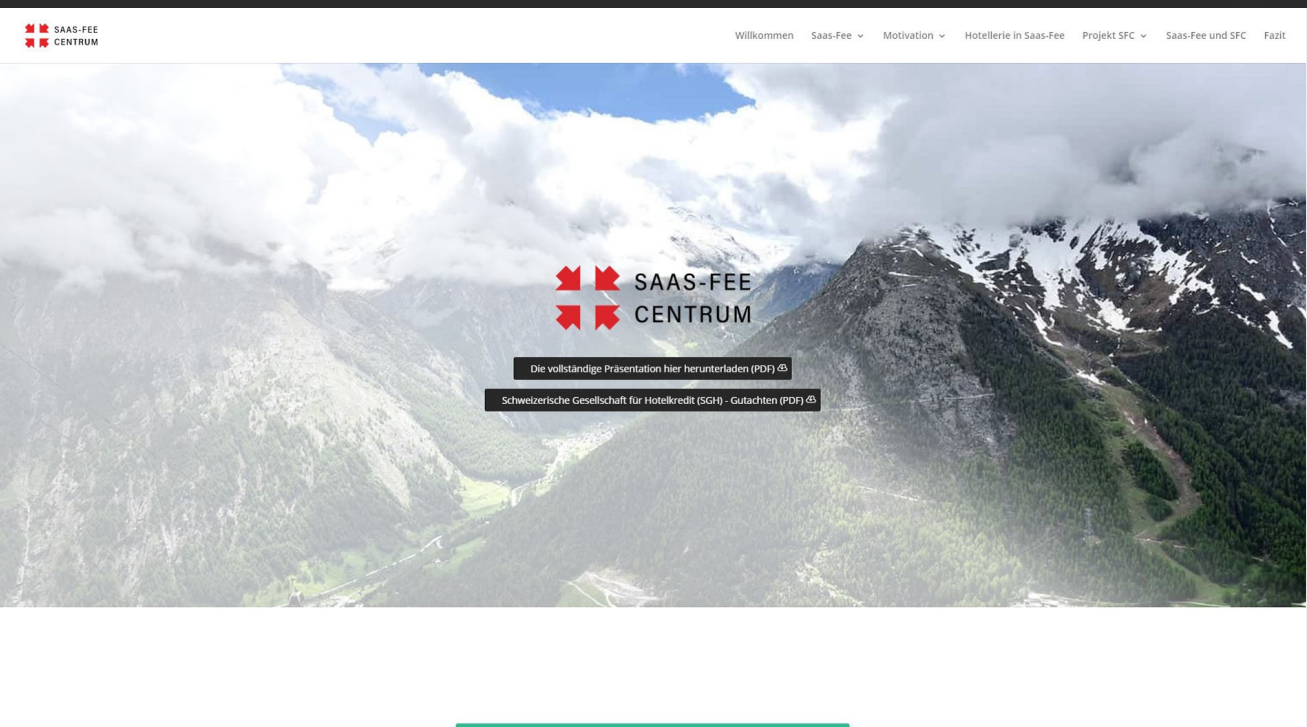 SAAS-FEE
CENTRUM
Willkommen Saas-Fee Motivation Hotellerie in Saas-Fee Projekt SFC Saas-Fee und SFC Fazit
SAAS-FEE
CENTRUM
Die vollständige Präsentation hier herunterladen (PDF)
Schweizerische Gesellschaft für Hotelkredit (SGH) - Gutachten (PDF)